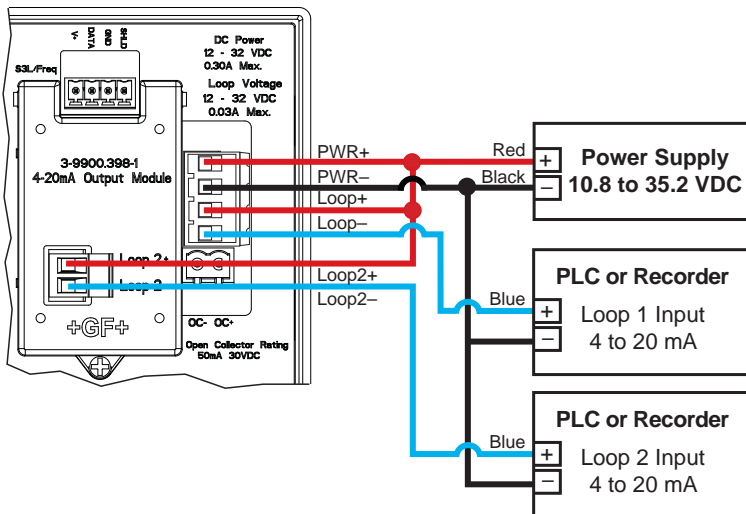 V+
DATA
GND
SHLD
S3L/Freq
DC Power
12 - 32 VDC
0.30A Max.
Loop Voltage
12 - 32 VDC
0.03A Max.
3-9900.398-1
4-20mA Output Module
Loop 2+
Loop 2-
+GF+
OC- OC+
Open Collector Rating
50mA 30VDC
PWR+
PWR–
Loop+
Loop–
Loop2+
Loop2–
Red
Black
+
–
Power Supply
10.8 to 35.2 VDC
Blue
+
–
PLC or Recorder
Loop 1 Input
4 to 20 mA
Blue
+
–
PLC or Recorder
Loop 2 Input
4 to 20 mA